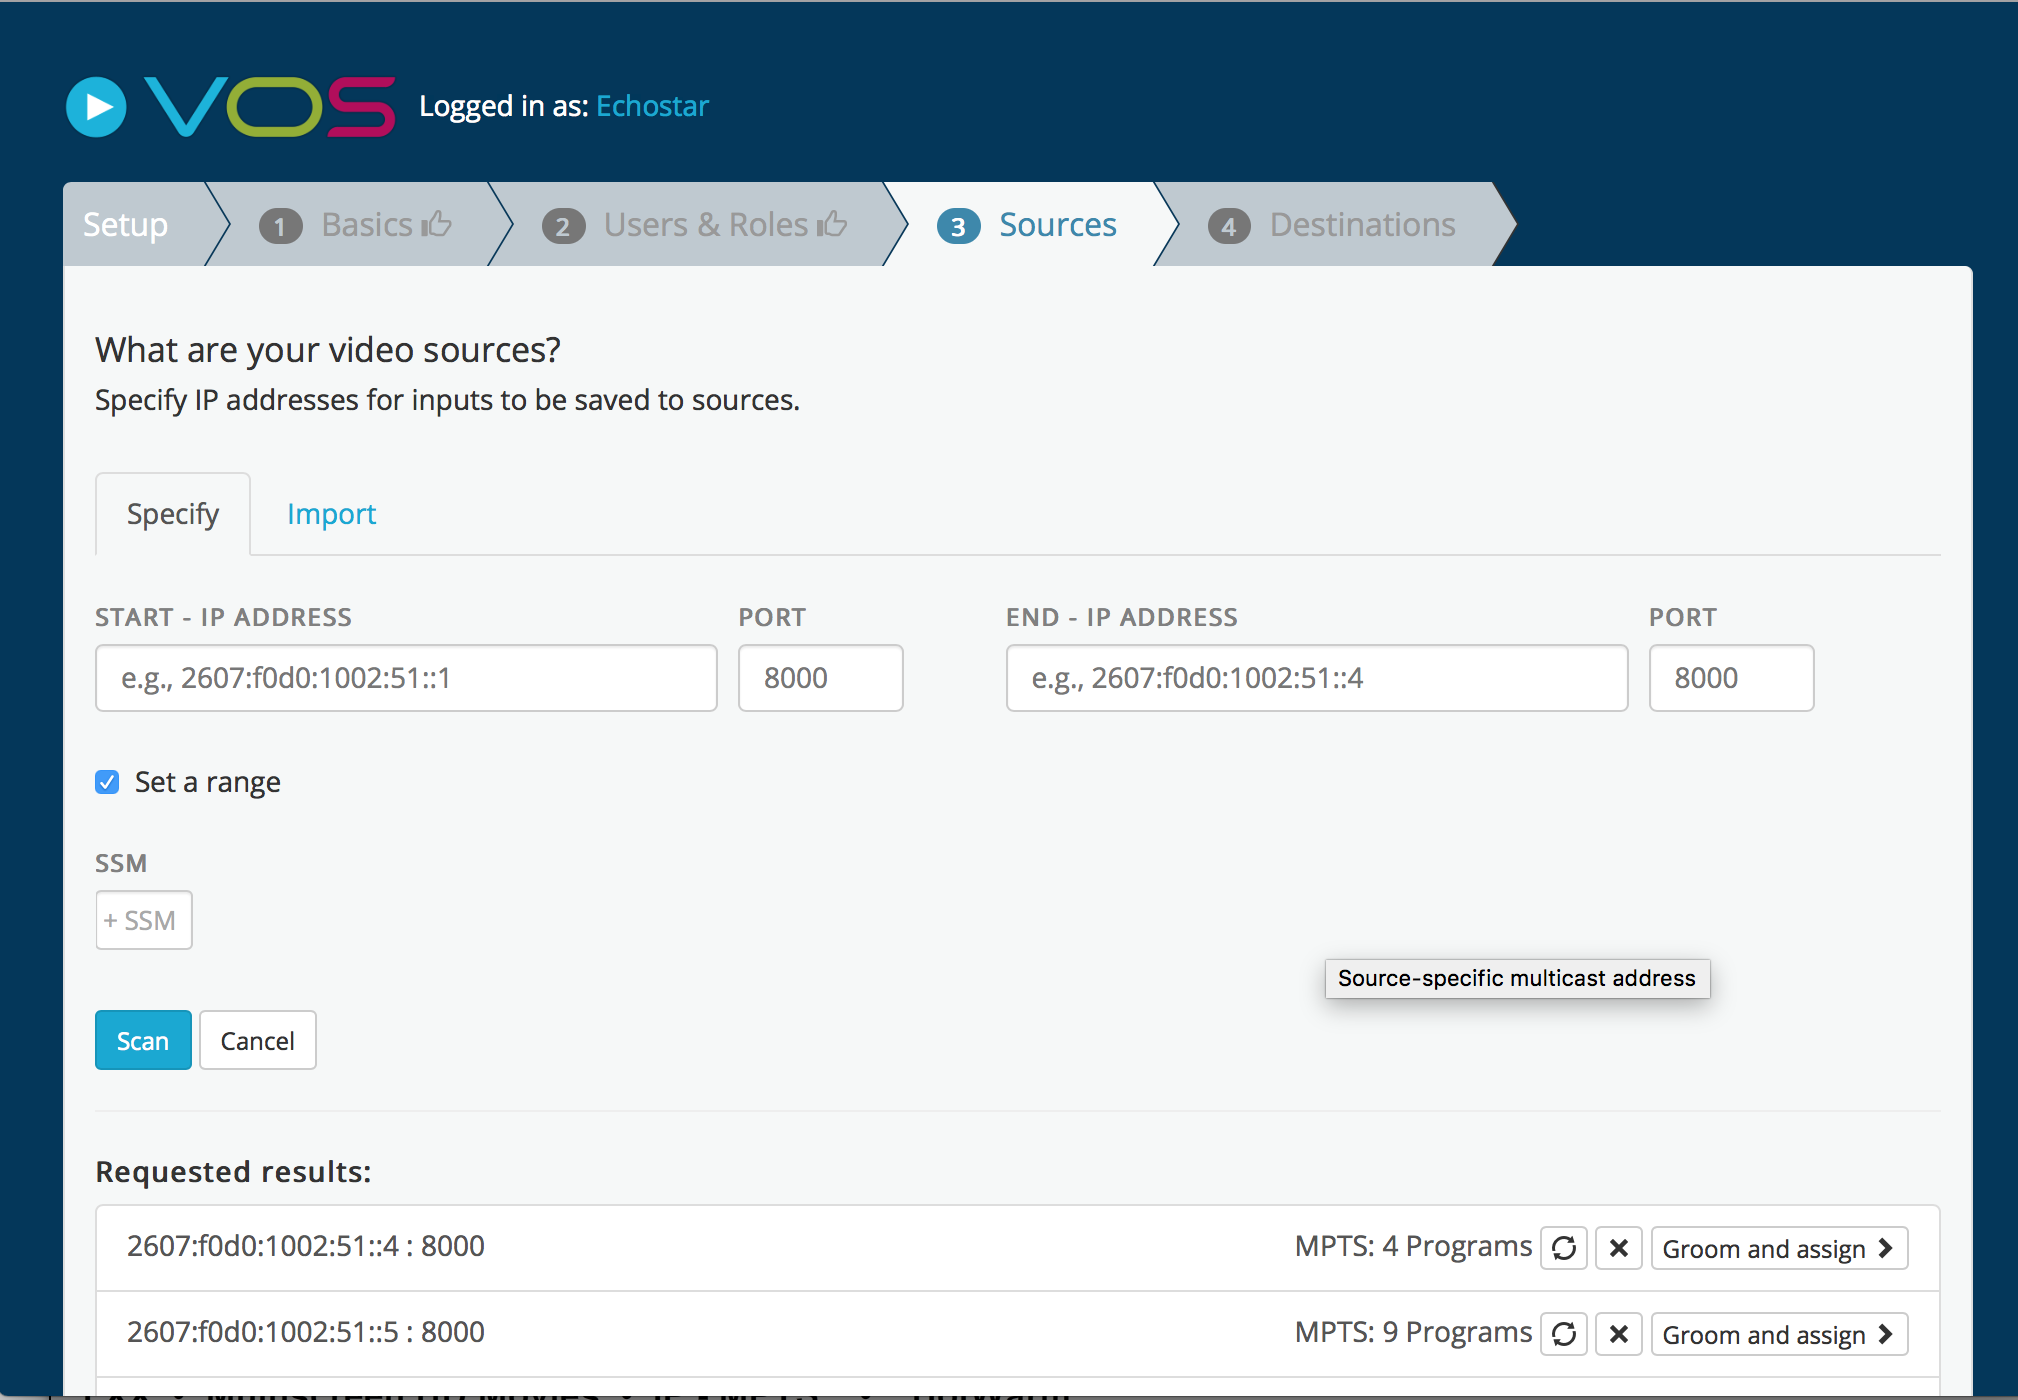 VOS Logged in as: Echostar
Setup 1 Basics 2 Users & Roles 3 Sources 4 Destinations
What are your video sources?
Specify IP addresses for inputs to be saved to sources.
Specify Import
START - IP ADDRESS PORT END - IP ADDRESS PORT
e.g., 2607:f0d0:1002:51::1 8000 e.g., 2607:f0d0:1002:51::4 8000
Set a range
SSM
+ SSM
Source-specific multicast address
Scan Cancel
Requested results:
2607:f0d0:1002:51::4 : 8000 MPTS: 4 Programs Groom and assign
2607:f0d0:1002:51::5 : 8000 MPTS: 9 Programs Groom and assign